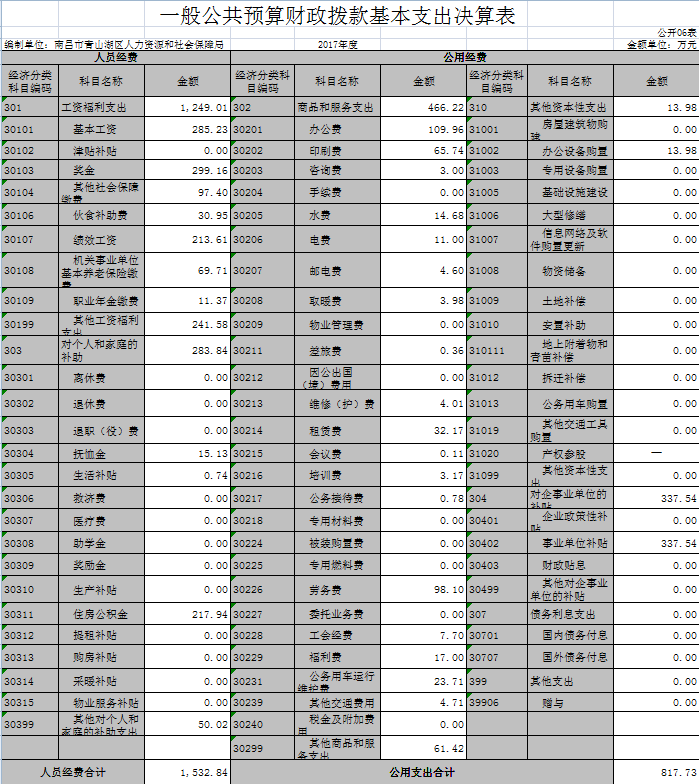 一般公共预算财政拨款基本支出决算表
公开06表
编制单位：南昌市青山湖区人力资源和社会保障局 2017年度 金额单位：万元
人员经费 公用经费
经济分类科目编码 科目名称 金额 经济分类科目编码 科目名称 金额 经济分类科目编码 科目名称 金额
301 工资福利支出 1,249.01 302 商品和服务支出 466.22 310 其他资本性支出 13.98
30101 基本工资 285.23 30201 办公费 109.96 31001 房屋建筑物购建 0.00
30102 津贴补贴 0.00 30202 印刷费 65.74 31002 办公设备购置 13.98
30103 奖金 299.16 30203 咨询费 3.00 31003 专用设备购置 0.00
30104 其他社会保障缴费 97.40 30204 手续费 0.00 31005 基础设施建设 0.00
30106 伙食补助费 30.95 30205 水费 14.68 31006 大型修缮 0.00
30107 绩效工资 213.61 30206 电费 11.00 31007 信息网络及软件购置更新 0.00
30108 机关事业单位基本养老保险缴费 69.71 30207 邮电费 4.60 31008 物资储备 0.00
30109 职业年金缴费 11.37 30208 取暖费 3.98 31009 土地补偿 0.00
30199 其他工资福利支出 241.58 30209 物业管理费 0.00 31010 安置补助 0.00
303 对个人和家庭的补助 283.84 30211 差旅费 0.36 310111 地上附着物和青苗补偿 0.00
30301 离休费 0.00 30212 因公出国（境）费用 0.00 31012 拆迁补偿 0.00
30302 退休费 0.00 30213 维修（护）费 4.01 31013 公务用车购置 0.00
30303 退职（役）费 0.00 30214 租赁费 32.17 31019 其他交通工具购置 0.00
30304 抚恤金 15.13 30215 会议费 0.11 31020 产权参股 —
30305 生活补贴 0.74 30216 培训费 3.17 31099 其他资本性支出 0.00
30306 救济费 0.00 30217 公务接待费 0.78 304 对企事业单位的补贴 337.54
30307 医疗费 0.00 30218 专用材料费 0.00 30401 企业政策性补贴 0.00
30308 助学金 0.00 30224 被装购置费 0.00 30402 事业单位补贴 337.54
30309 奖励金 0.00 30225 专用燃料费 0.00 30403 财政贴息 0.00
30310 生产补贴 0.00 30226 劳务费 98.10 30499 其他对企事业单位的补贴 0.00
30311 住房公积金 217.94 30227 委托业务费 0.00 307 债务利息支出 0.00
30312 提租补贴 0.00 30228 工会经费 7.70 30701 国内债务付息 0.00
30313 购房补贴 0.00 30229 福利费 17.00 30707 国外债务付息 0.00
30314 采暖补贴 0.00 30231 公务用车运行维护费 23.71 399 其他支出 0.00
30315 物业服务补贴 0.00 30239 其他交通费用 4.71 39906 赠与 0.00
30399 其他对个人和家庭的补助支出 50.02 30240 税金及附加费用 0.00
30299 其他商品和服务支出 61.42
人员经费合计 1,532.84 公用支出合计 817.73